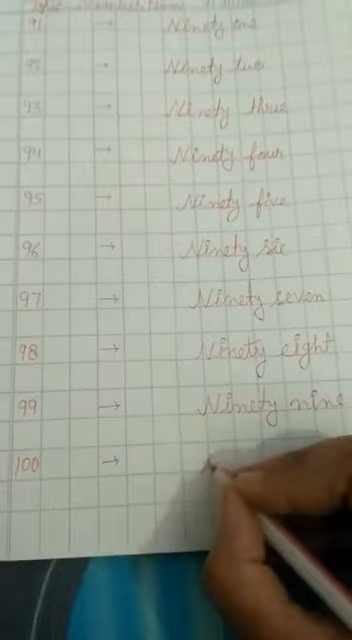 91 → Ninety one
92 → Ninety two
93 → Ninety three
94 → Ninety four
95 → Ninety five
96 → Ninety six
97 → Ninety seven
98 → Ninety eight
99 → Ninety nine
100 →